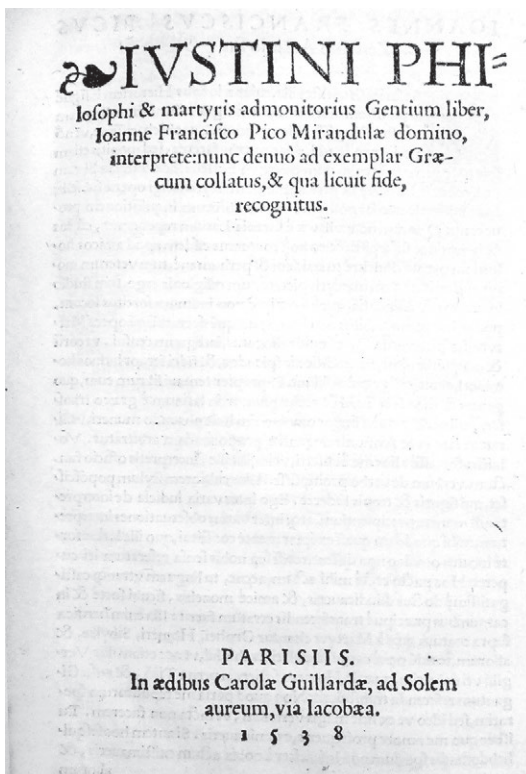 IVSTINI PHI=
losophi & martyris admonitorius Gentium liber,
Ioanne Francisco Pico Mirandulæ domino,
interprete: nunc denuò ad exemplar Græ-
cum collatus, & qua licuit fide,
recognitus.
PARISIIS.
In ædibus Carolæ Guillardæ, ad Solem
aureum, via Iacobæa.
1538